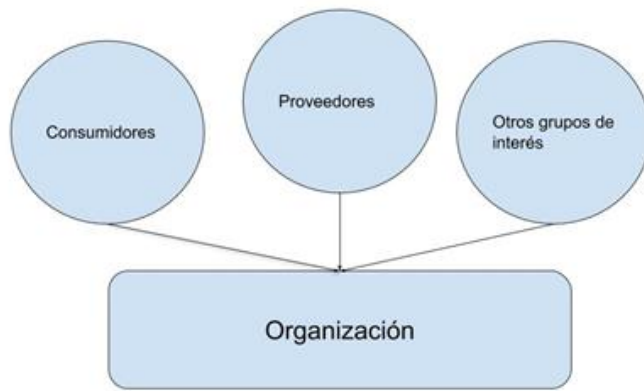 Consumidores
Proveedores
Otros grupos de
interés
Organización